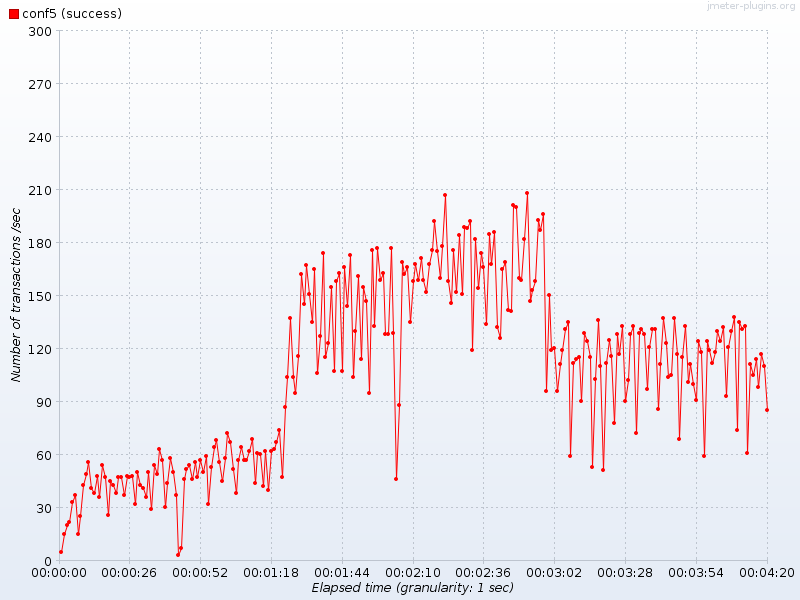 jmeter-plugins.org
conf5 (success)
300
270
240
210
180
150
120
90
60
30
0
Number of transactions /sec
00:00:00 00:00:26 00:00:52 00:01:18 00:01:44 00:02:10 00:02:36 00:03:02 00:03:28 00:03:54 00:04:20
Elapsed time (granularity: 1 sec)